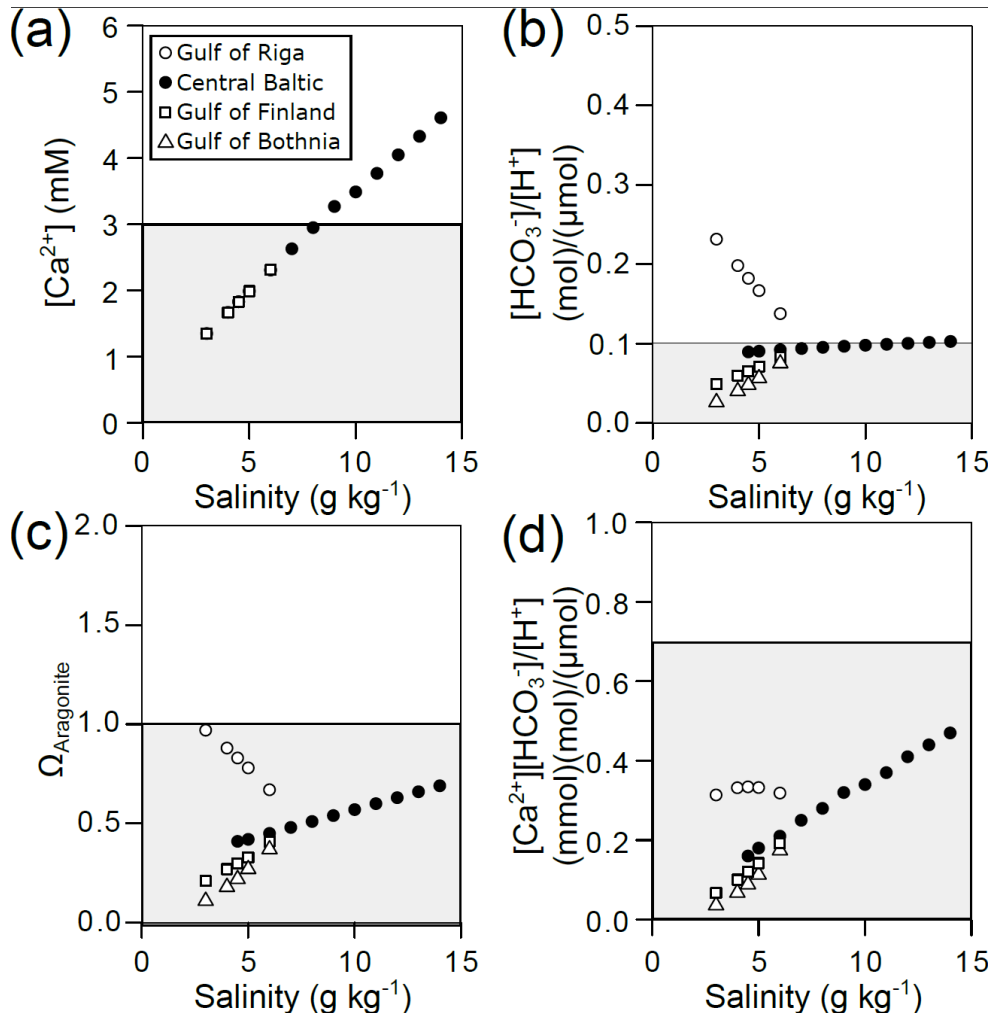 (a)
6
5
4
3
2
1
0
[Ca²⁺] (mM)
Gulf of Riga
Central Baltic
Gulf of Finland
Gulf of Bothnia
0 5 10 15
Salinity (g kg⁻¹)
(b)
0.5
0.4
0.3
0.2
0.1
0.0
[HCO₃⁻]/[H⁺]
(mol)/(µmol)
0 5 10 15
Salinity (g kg⁻¹)
(c)
2.0
1.5
1.0
0.5
0.0
Ω_Aragonite
0 5 10 15
Salinity (g kg⁻¹)
(d)
1.0
0.8
0.6
0.4
0.2
0.0
[Ca²⁺][HCO₃⁻]/[H⁺]
(mmol)(mol)/(µmol)
0 5 10 15
Salinity (g kg⁻¹)